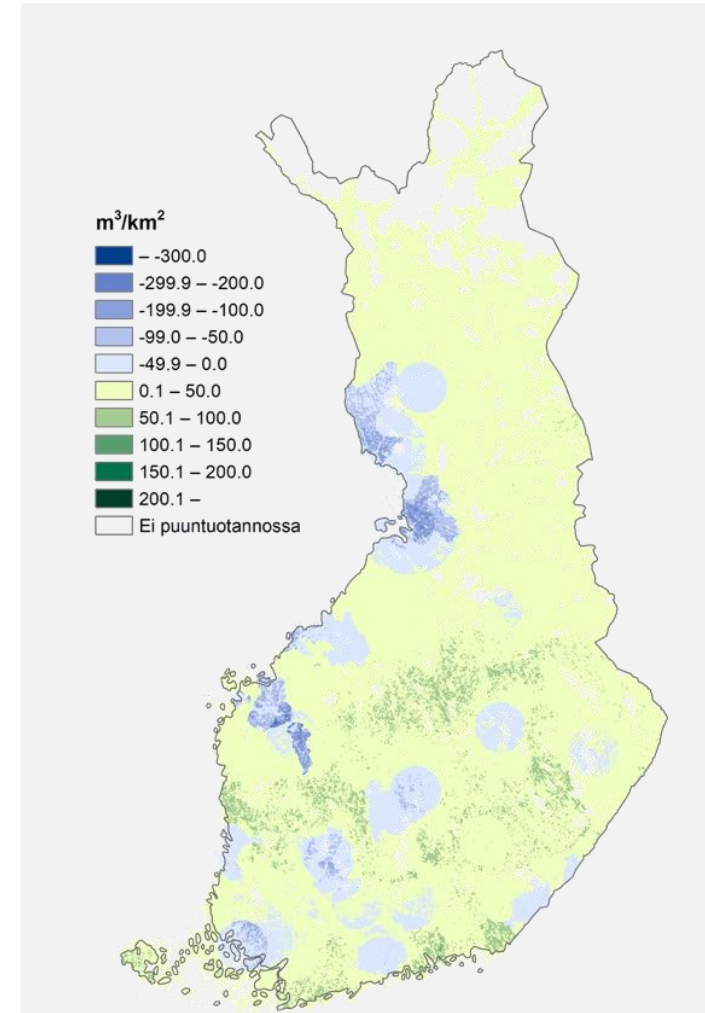 m³/km²
– -300.0
-299.9 – -200.0
-199.9 – -100.0
-99.0 – -50.0
-49.9 – 0.0
0.1 – 50.0
50.1 – 100.0
100.1 – 150.0
150.1 – 200.0
200.1 –
Ei puuntuotannossa